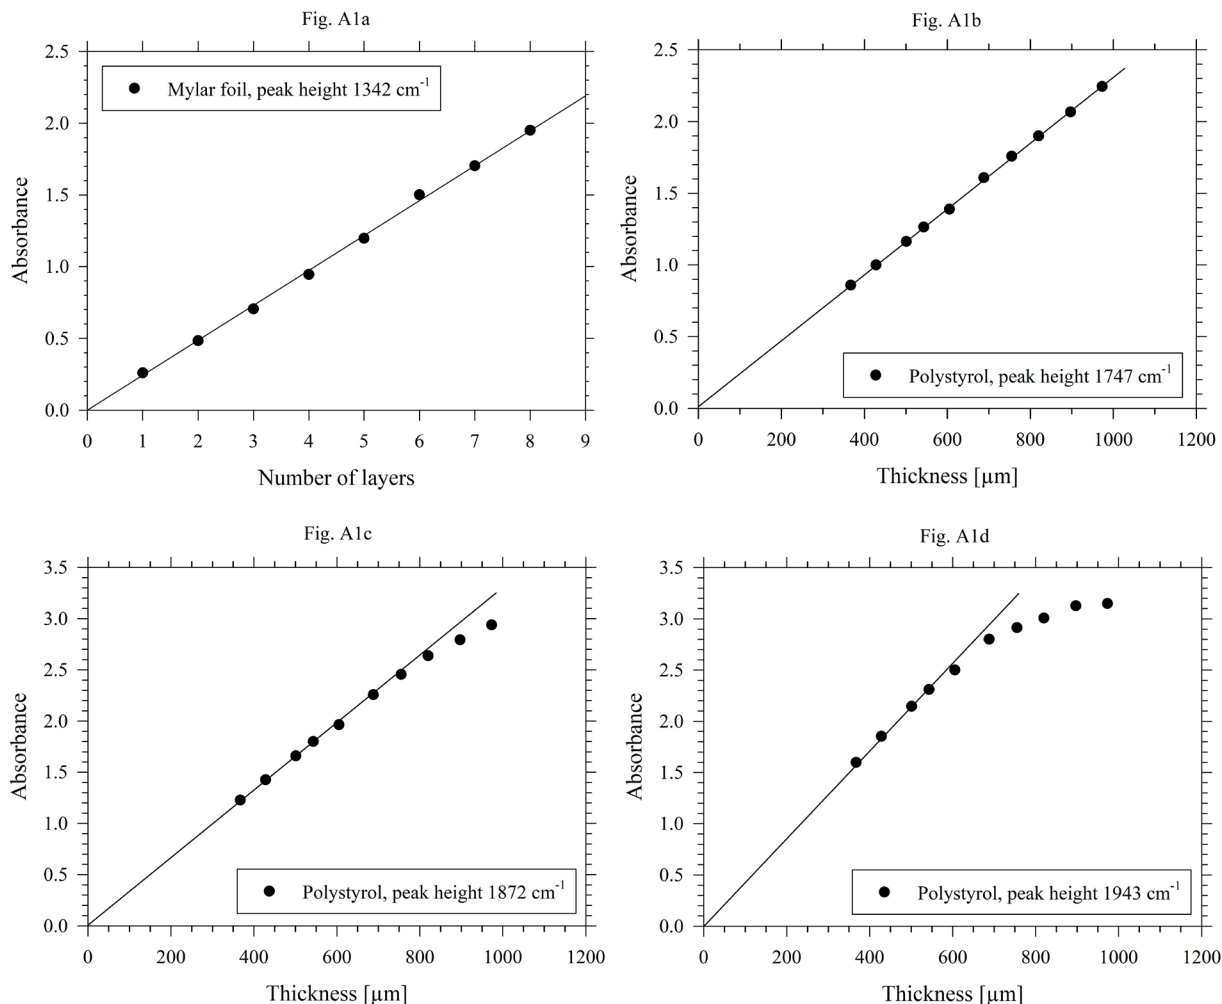 Fig. A1a
2.5
2.0
1.5
1.0
0.5
0.0
Absorbance
Mylar foil, peak height 1342 cm⁻¹
0 1 2 3 4 5 6 7 8 9
Number of layers
Fig. A1b
2.5
2.0
1.5
1.0
0.5
0.0
Absorbance
Polystyrol, peak height 1747 cm⁻¹
0 200 400 600 800 1000 1200
Thickness [µm]
Fig. A1c
3.5
3.0
2.5
2.0
1.5
1.0
0.5
0.0
Absorbance
Polystyrol, peak height 1872 cm⁻¹
0 200 400 600 800 1000 1200
Thickness [µm]
Fig. A1d
3.5
3.0
2.5
2.0
1.5
1.0
0.5
0.0
Absorbance
Polystyrol, peak height 1943 cm⁻¹
0 200 400 600 800 1000 1200
Thickness [µm]